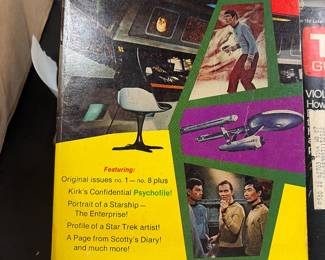 Featuring:
Original issues no. 1— no. 8 plus
Kirk's Confidential Psychofile!
Portrait of a Starship—
The Enterprise!
Profile of a Star Trek artist!
A Page from Scotty's Diary!
and much more!
T
G
VIOL
How